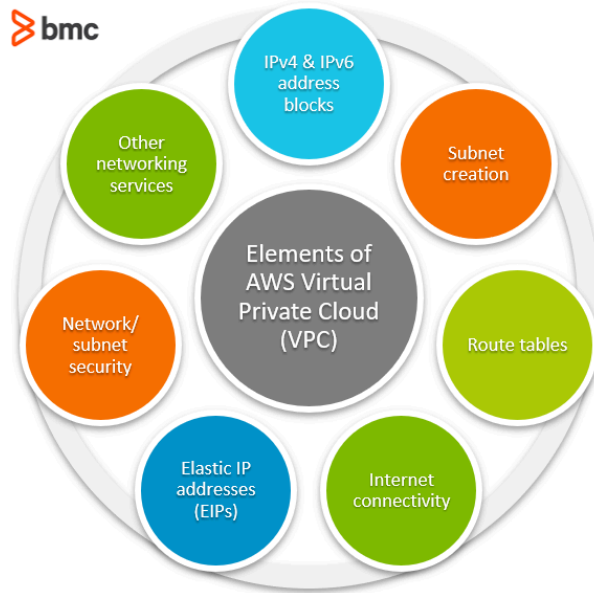 bmc
IPv4 & IPv6
address
blocks
Subnet
creation
Route tables
Internet
connectivity
Elastic IP
addresses
(EIPs)
Network/
subnet
security
Other
networking
services
Elements of
AWS Virtual
Private Cloud
(VPC)